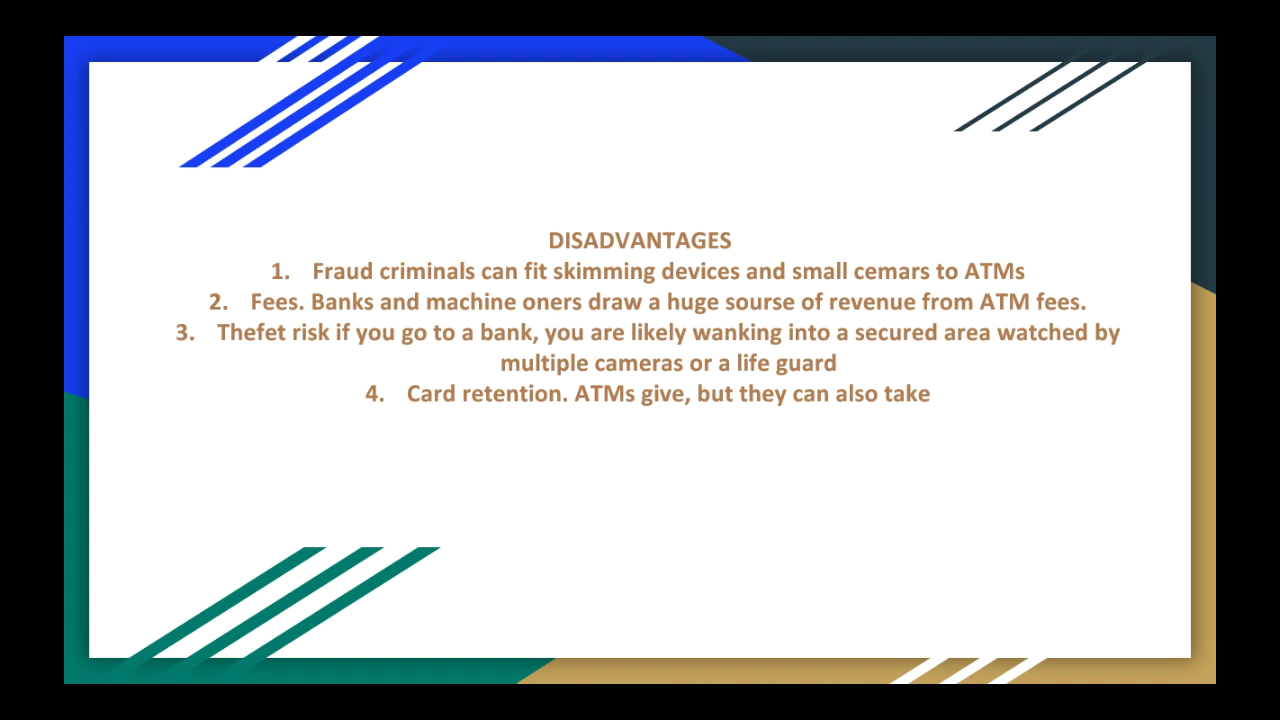 DISADVANTAGES
1. Fraud criminals can fit skimming devices and small cemars to ATMs
2. Fees. Banks and machine oners draw a huge sourse of revenue from ATM fees.
3. Thefet risk if you go to a bank, you are likely wanking into a secured area watched by
multiple cameras or a life guard
4. Card retention. ATMs give, but they can also take